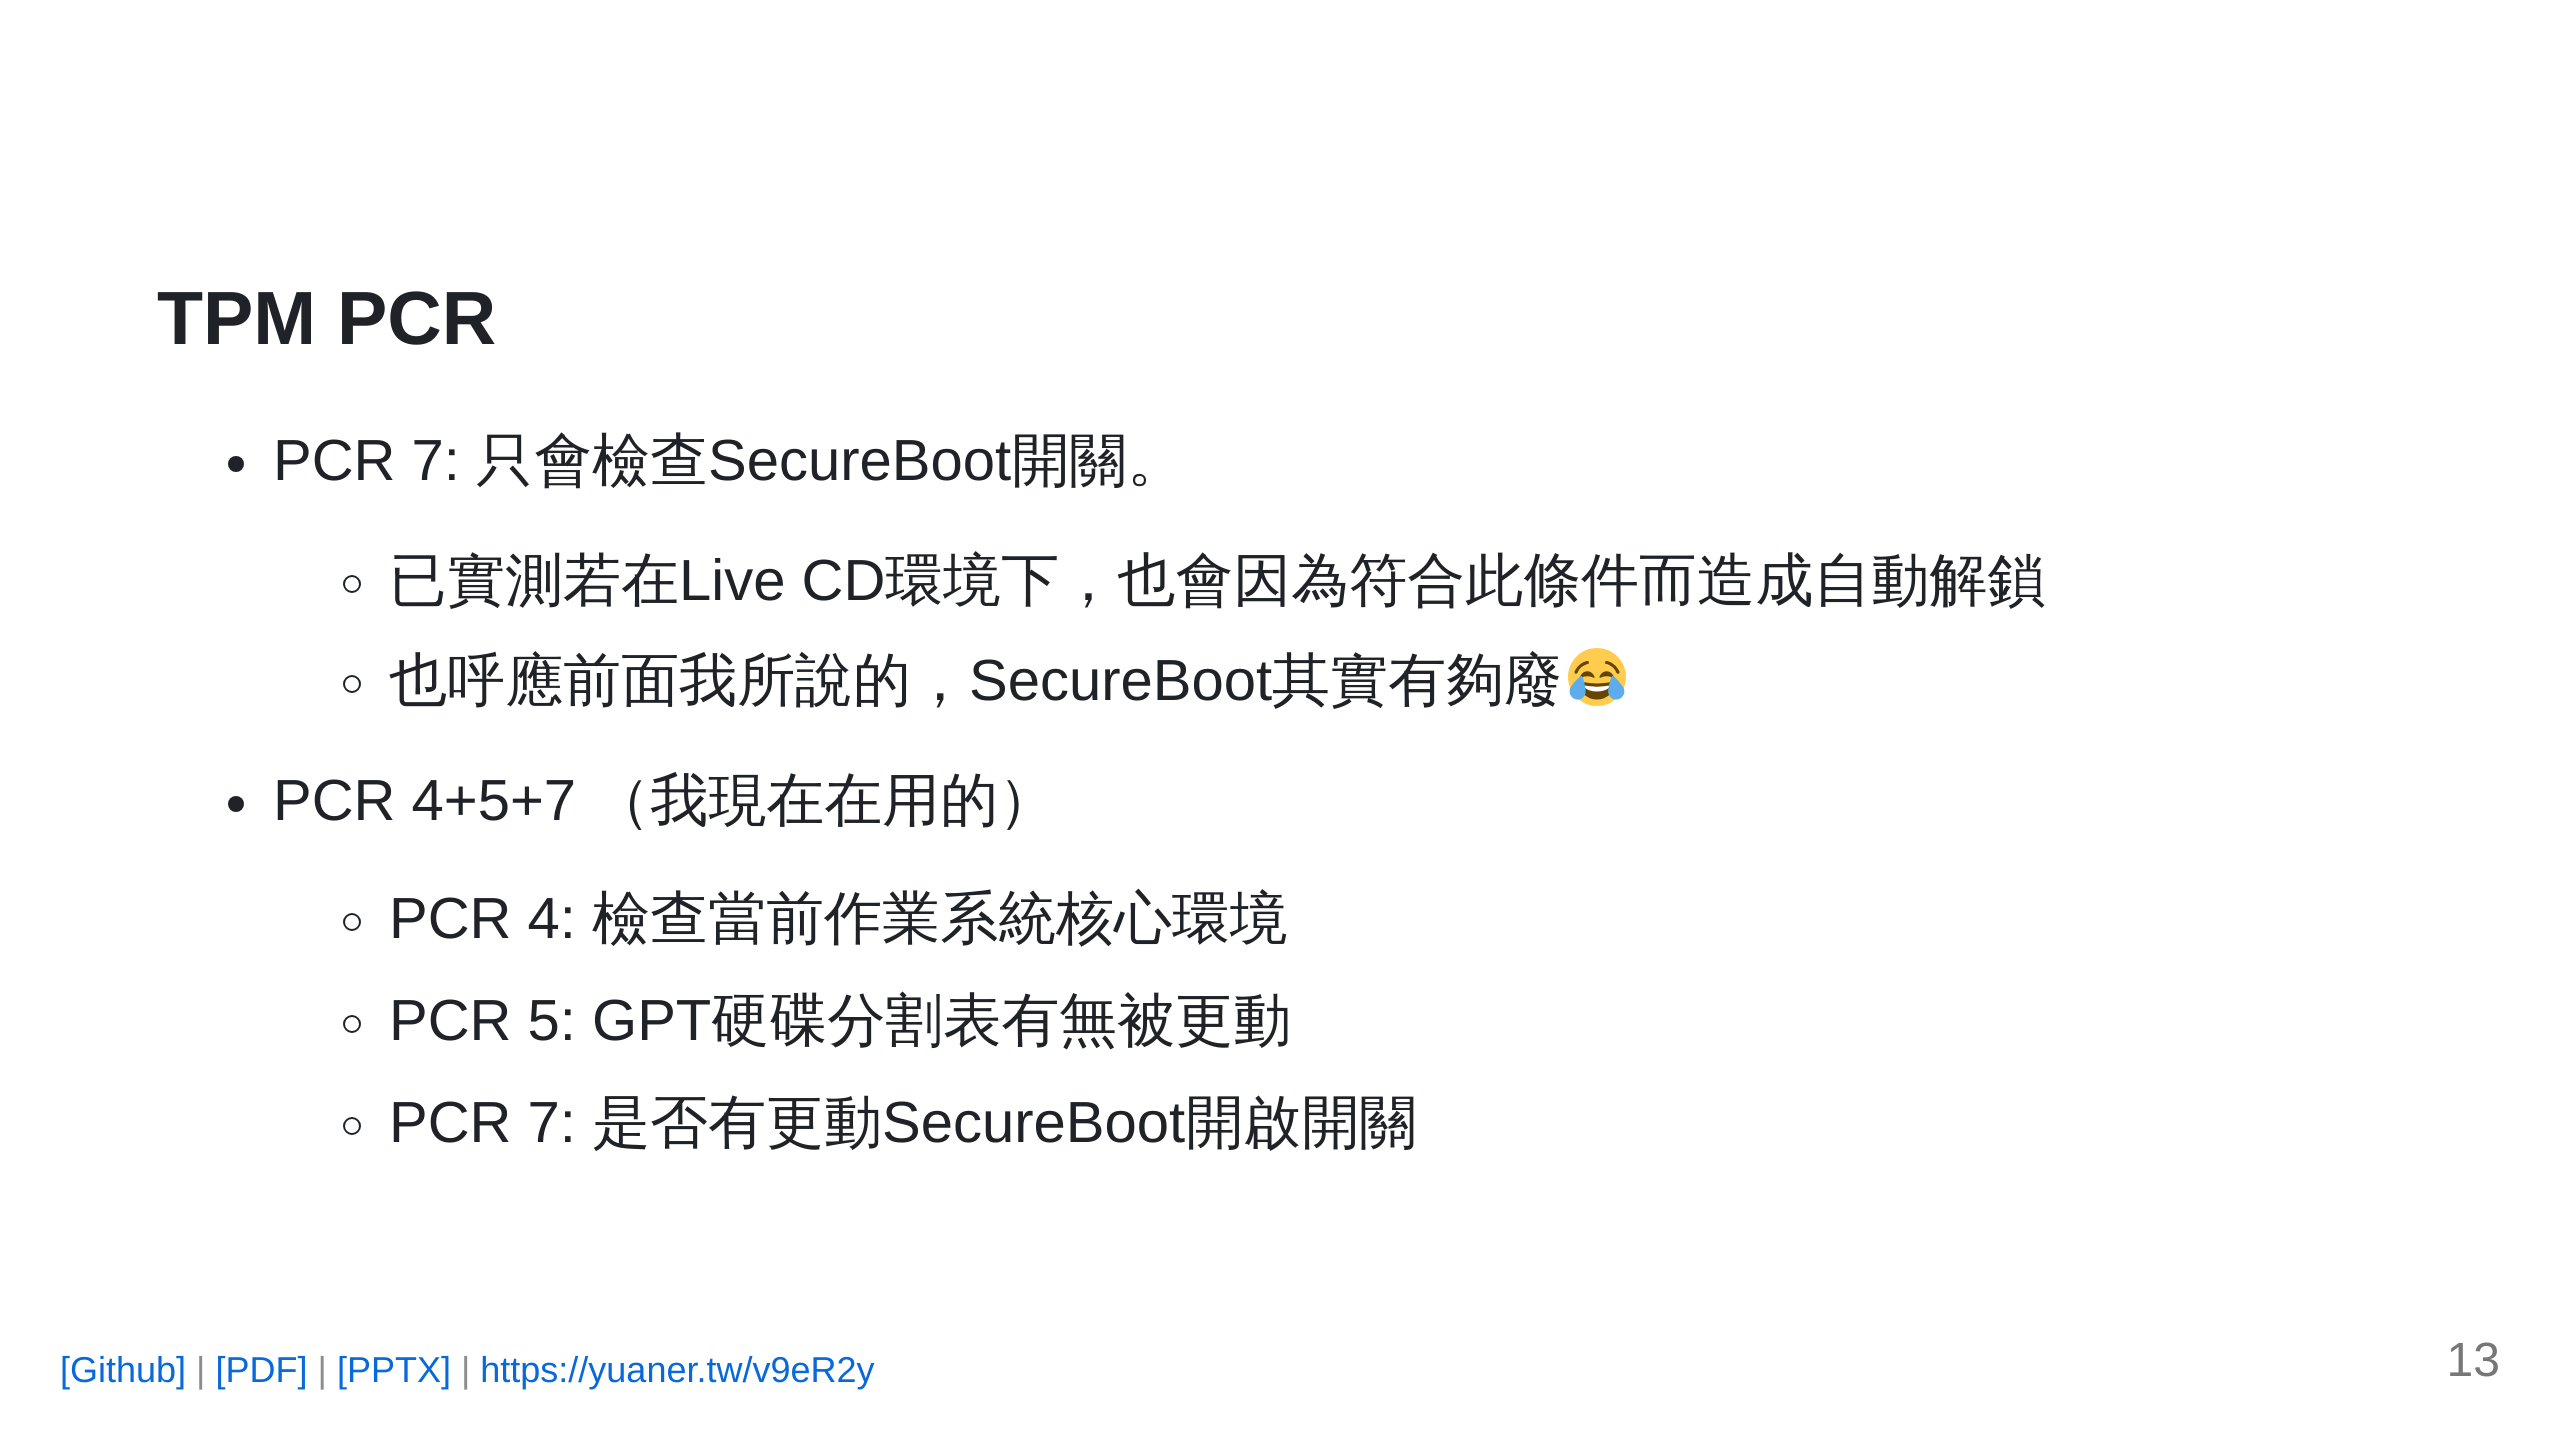 TPM PCR
PCR 7: 只會檢查SecureBoot開關。
已實測若在Live CD環境下，也會因為符合此條件而造成自動解鎖
也呼應前面我所說的，SecureBoot其實有夠廢😂
PCR 4+5+7 （我現在在用的）
PCR 4: 檢查當前作業系統核心環境
PCR 5: GPT硬碟分割表有無被更動
PCR 7: 是否有更動SecureBoot開啟開關
[Github] | [PDF] | [PPTX] | https://yuaner.tw/v9eR2y
13